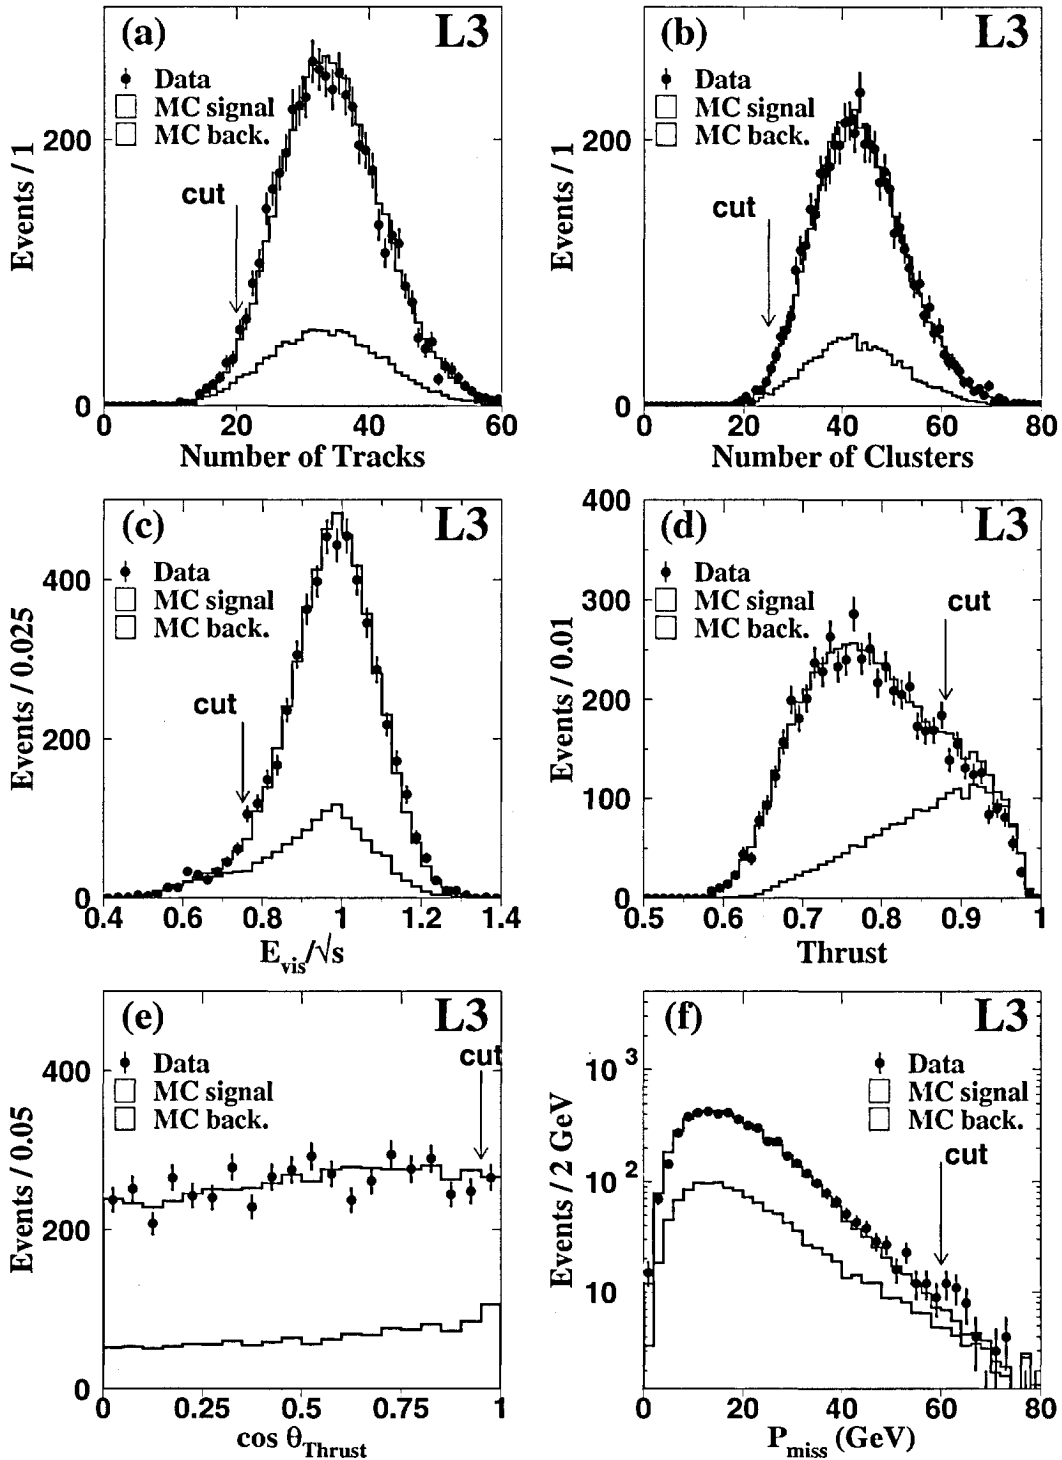 (a) L3
Data
MC signal
MC back.
cut
Events / 1
200
0
0 20 40 60
Number of Tracks
(b) L3
Data
MC signal
MC back.
cut
Events / 1
200
0
0 20 40 60 80
Number of Clusters
(c) L3
Data
MC signal
MC back.
cut
Events / 0.025
400
200
0
0.4 0.6 0.8 1 1.2 1.4
E_vis/√s
(d) L3
Data
MC signal
MC back.
cut
Events / 0.01
400
300
200
100
0
0.5 0.6 0.7 0.8 0.9 1
Thrust
(e) L3
Data
MC signal
MC back.
cut
Events / 0.05
400
200
0
0 0.25 0.5 0.75 1
cos θ_Thrust
(f) L3
Data
MC signal
MC back.
cut
Events / 2 GeV
10^3
10^2
10
0 20 40 60 80
P_miss (GeV)